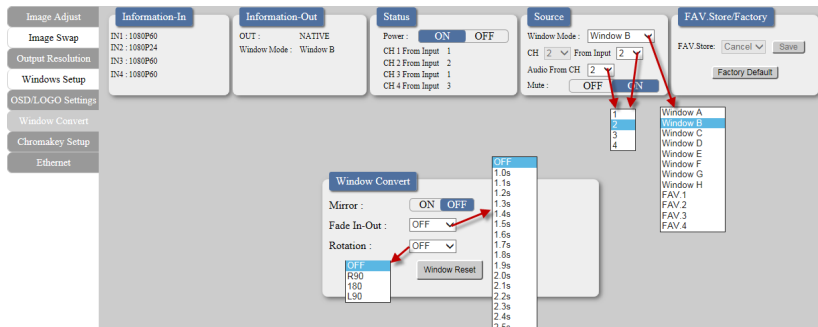 Image Adjust
Image Swap
Output Resolution
Windows Setup
OSD/LOGO Settings
Window Convert
Chromakey Setup
Ethernet
Information-In
IN1 : 1080P60
IN2 : 1080P24
IN3 : 1080P60
IN4 : 1080P60
Information-Out
OUT : NATIVE
Window Mode : Window B
Status
Power : ON OFF
CH 1 From Input 1
CH 2 From Input 2
CH 3 From Input 1
CH 4 From Input 3
Source
Window Mode : Window B
CH 2 From Input 2
Audio From CH 2
Mute : OFF ON
FAV.Store/Factory
FAV.Store: Cancel Save
Factory Default
1
2
3
4
Window A
Window B
Window C
Window D
Window E
Window F
Window G
Window H
FAV.1
FAV.2
FAV.3
FAV.4
Window Convert
Mirror : ON OFF
Fade In-Out : OFF
Rotation : OFF
Window Reset
OFF
R90
180
L90
OFF
1.0s
1.1s
1.2s
1.3s
1.4s
1.5s
1.6s
1.7s
1.8s
1.9s
2.0s
2.1s
2.2s
2.3s
2.4s
2.5s